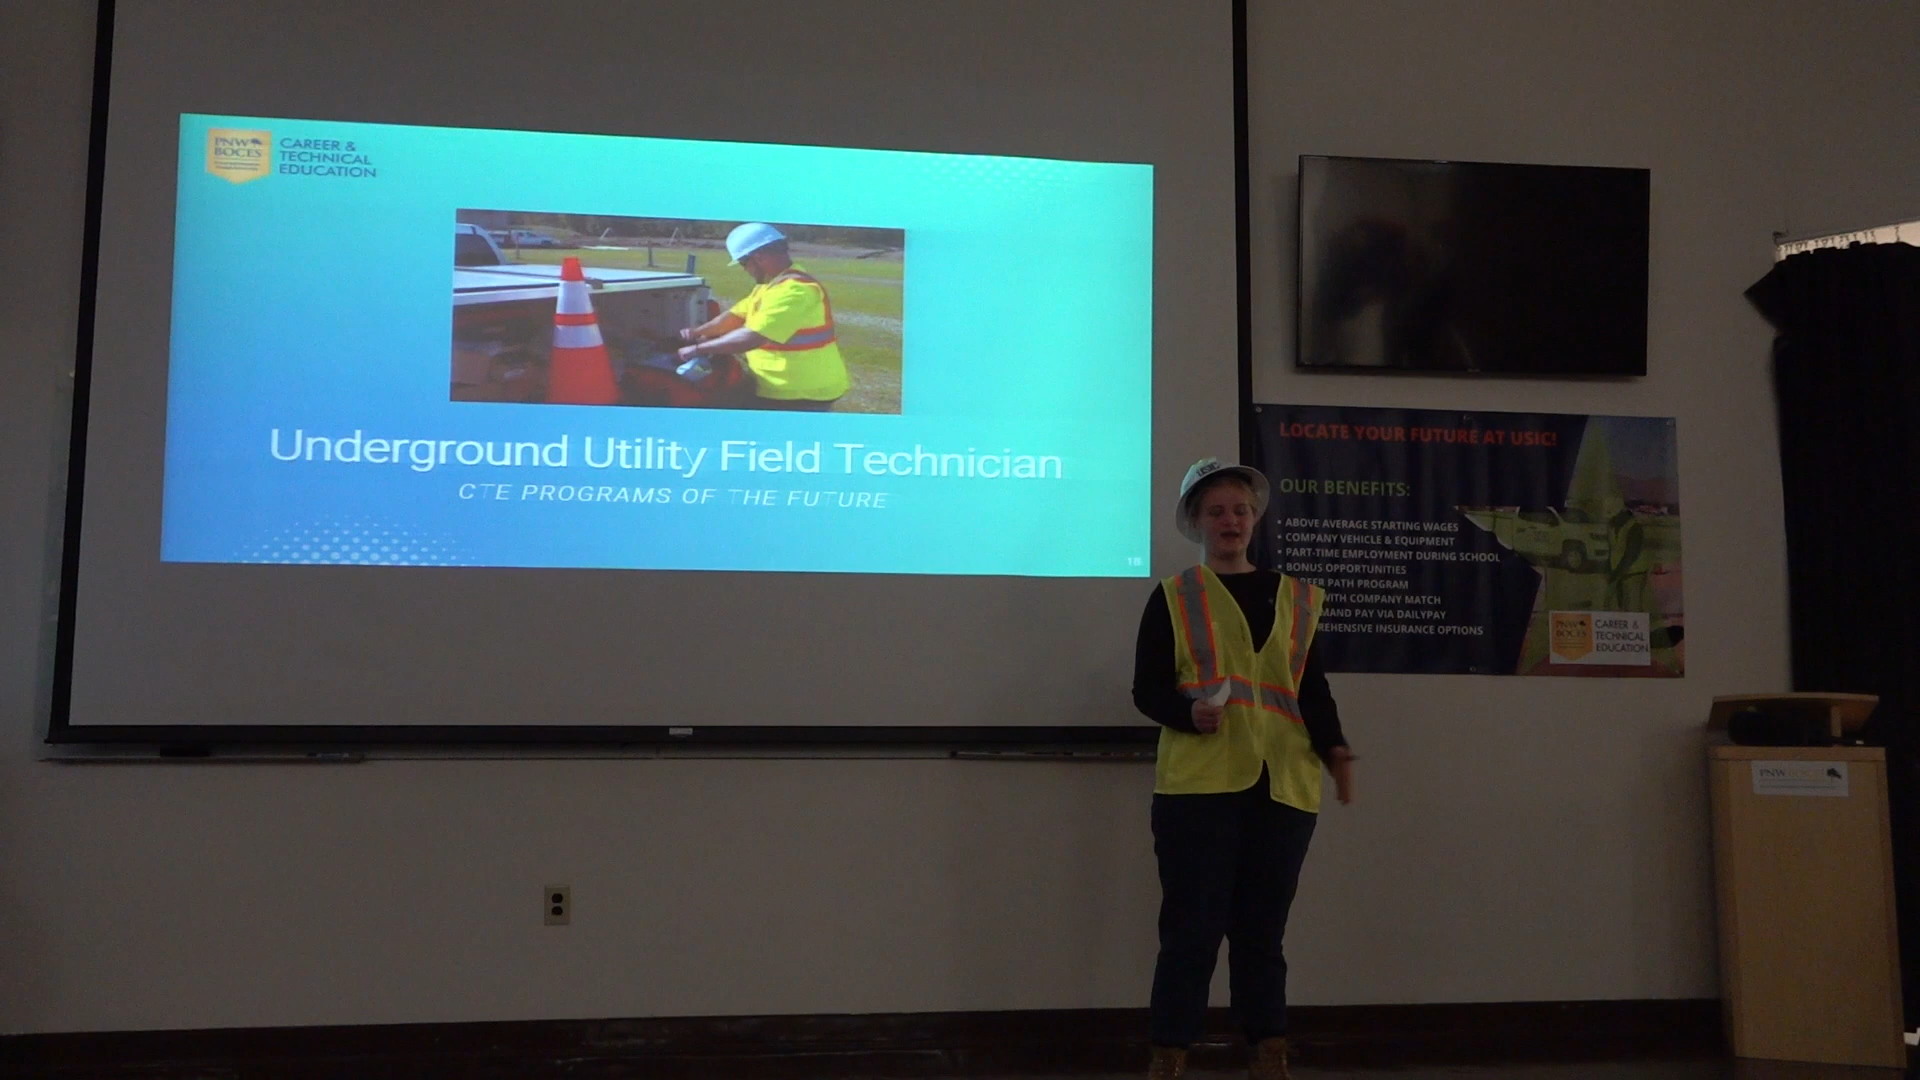 PNW
BOCES
CAREER &
TECHNICAL
EDUCATION
Underground Utility Field Technician
CTE PROGRAMS OF THE FUTURE
18
LOCATE YOUR FUTURE AT USIC!
OUR BENEFITS:
• ABOVE AVERAGE STARTING WAGES
• COMPANY VEHICLE & EQUIPMENT
• PART-TIME EMPLOYMENT DURING SCHOOL
• BONUS OPPORTUNITIES
PATH PROGRAM
WITH COMPANY MATCH
PAY VIA DAILYPAY
INSURANCE OPTIONS
PNW
BOCES
CAREER &
TECHNICAL
EDUCATION
USIC
PNW BOCES